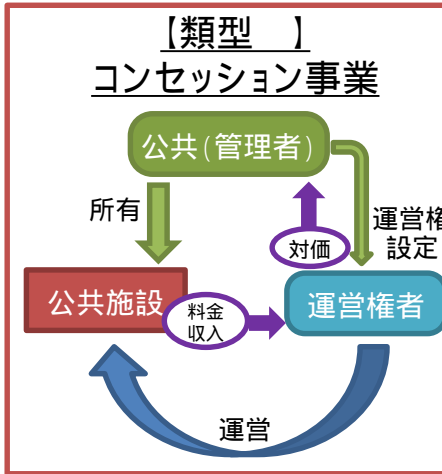 【類型　】
コンセッション事業
公共(管理者)
所有
運営権
設定
対価
公共施設
料金
収入
運営権者
運営